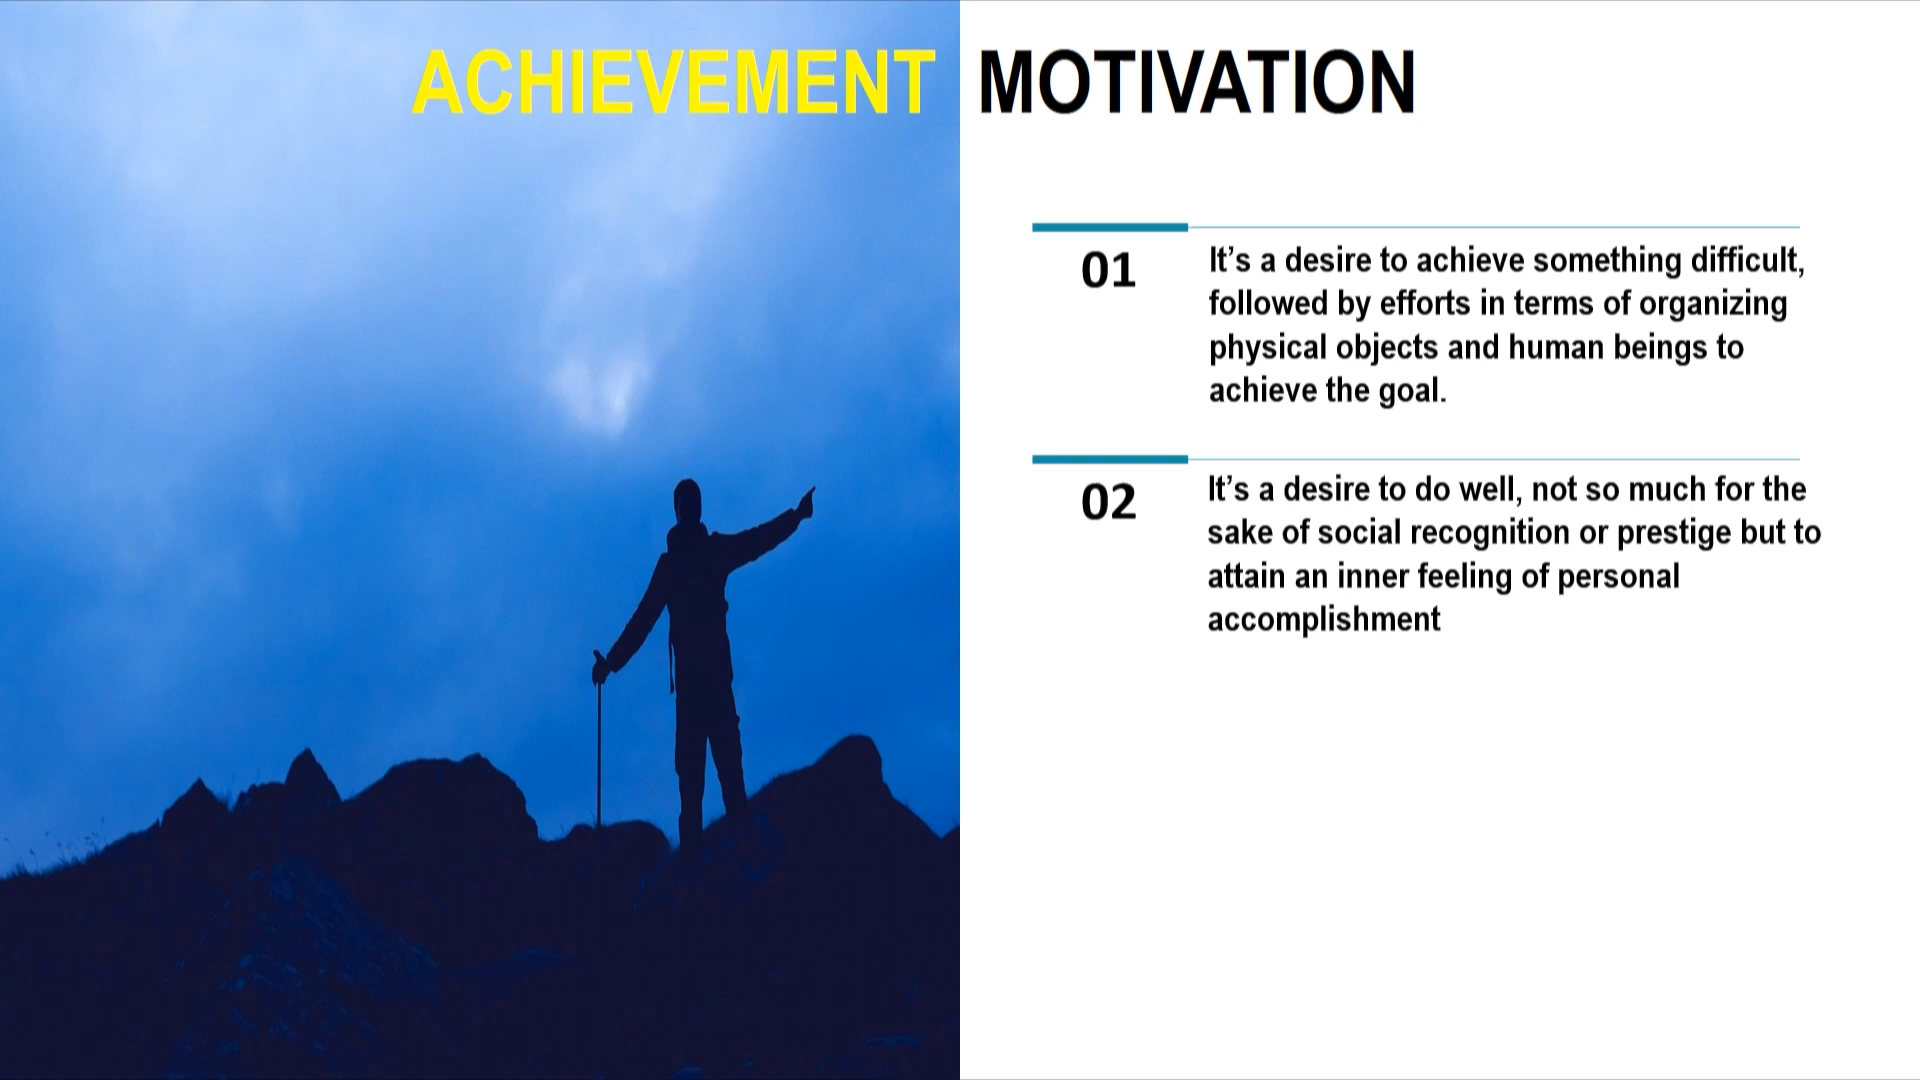 ACHIEVEMENT MOTIVATION
01
It’s a desire to achieve something difficult,
followed by efforts in terms of organizing
physical objects and human beings to
achieve the goal.
02
It’s a desire to do well, not so much for the
sake of social recognition or prestige but to
attain an inner feeling of personal
accomplishment